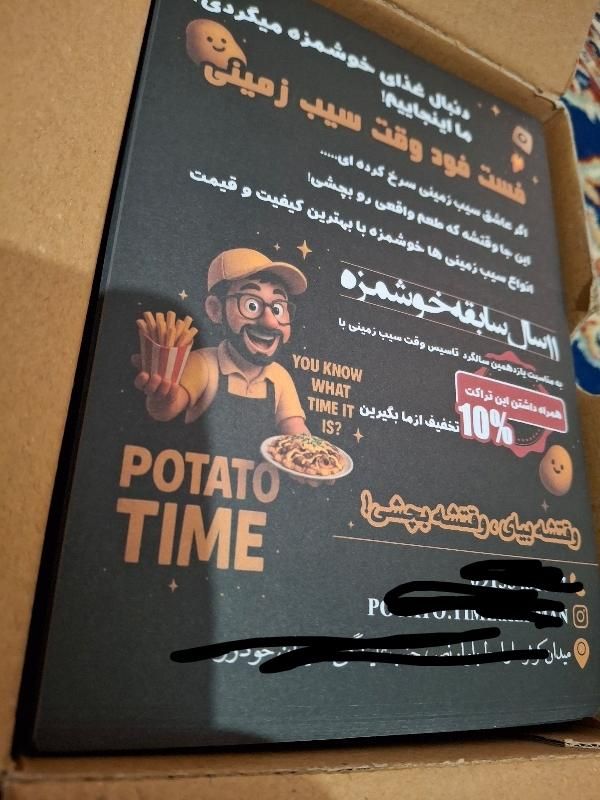 دنبال غذای خوشمزه میگردی؟
ما اینجاییم!
فست فود وقت سیب زمینی
اگر عاشق سیب زمینی سرخ کرده ای.....
این جا وقتشه که طعم واقعی رو بچشی!
انواع سیب زمینی ها خوشمزه با بهترین کیفیت و قیمت
۱۱سال سابقه خوشمزه
به مناسبت یازدهمین سالگرد تاسیس وقت سیب زمینی با
همراه داشتن این تراکت
10% تخفیف ازما بگیرین
YOU KNOW
WHAT
TIME IT
IS?
POTATO
TIME
وقتشه بیای، وقتشه بچشی!
میدان